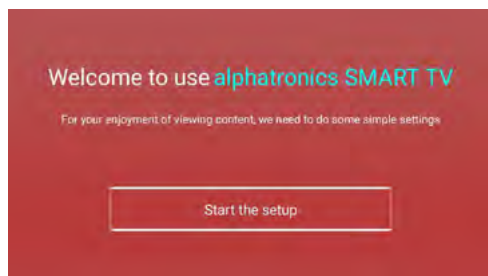 Welcome to use alphatronics SMART TV
For your enjoyment of viewing content, we need to do some simple settings
Start the setup